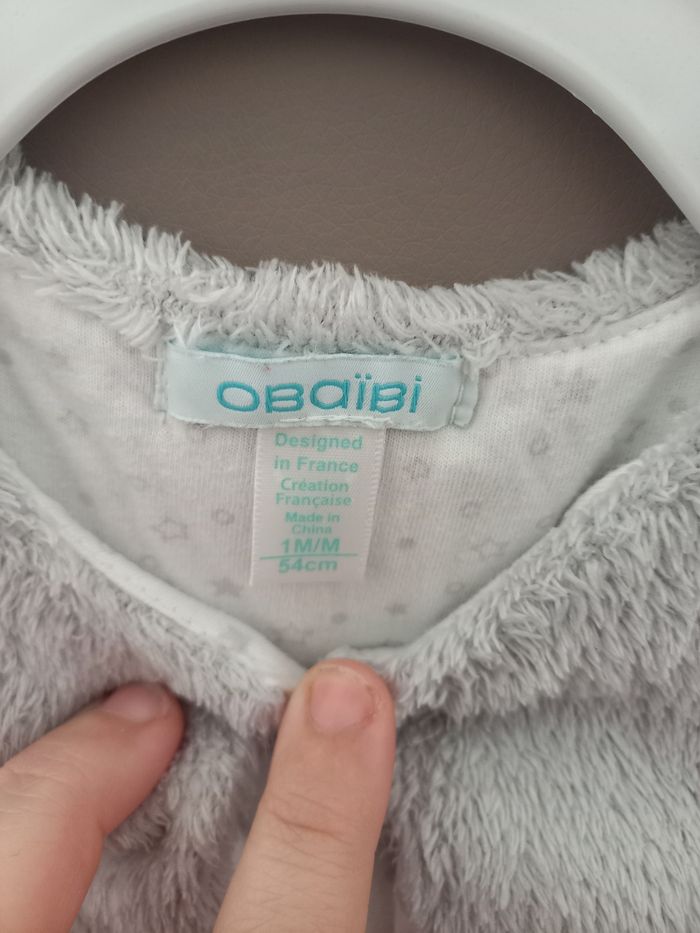 OBaïBi
Designed
in France
Création
Française
Made in
China
1M/M
54cm